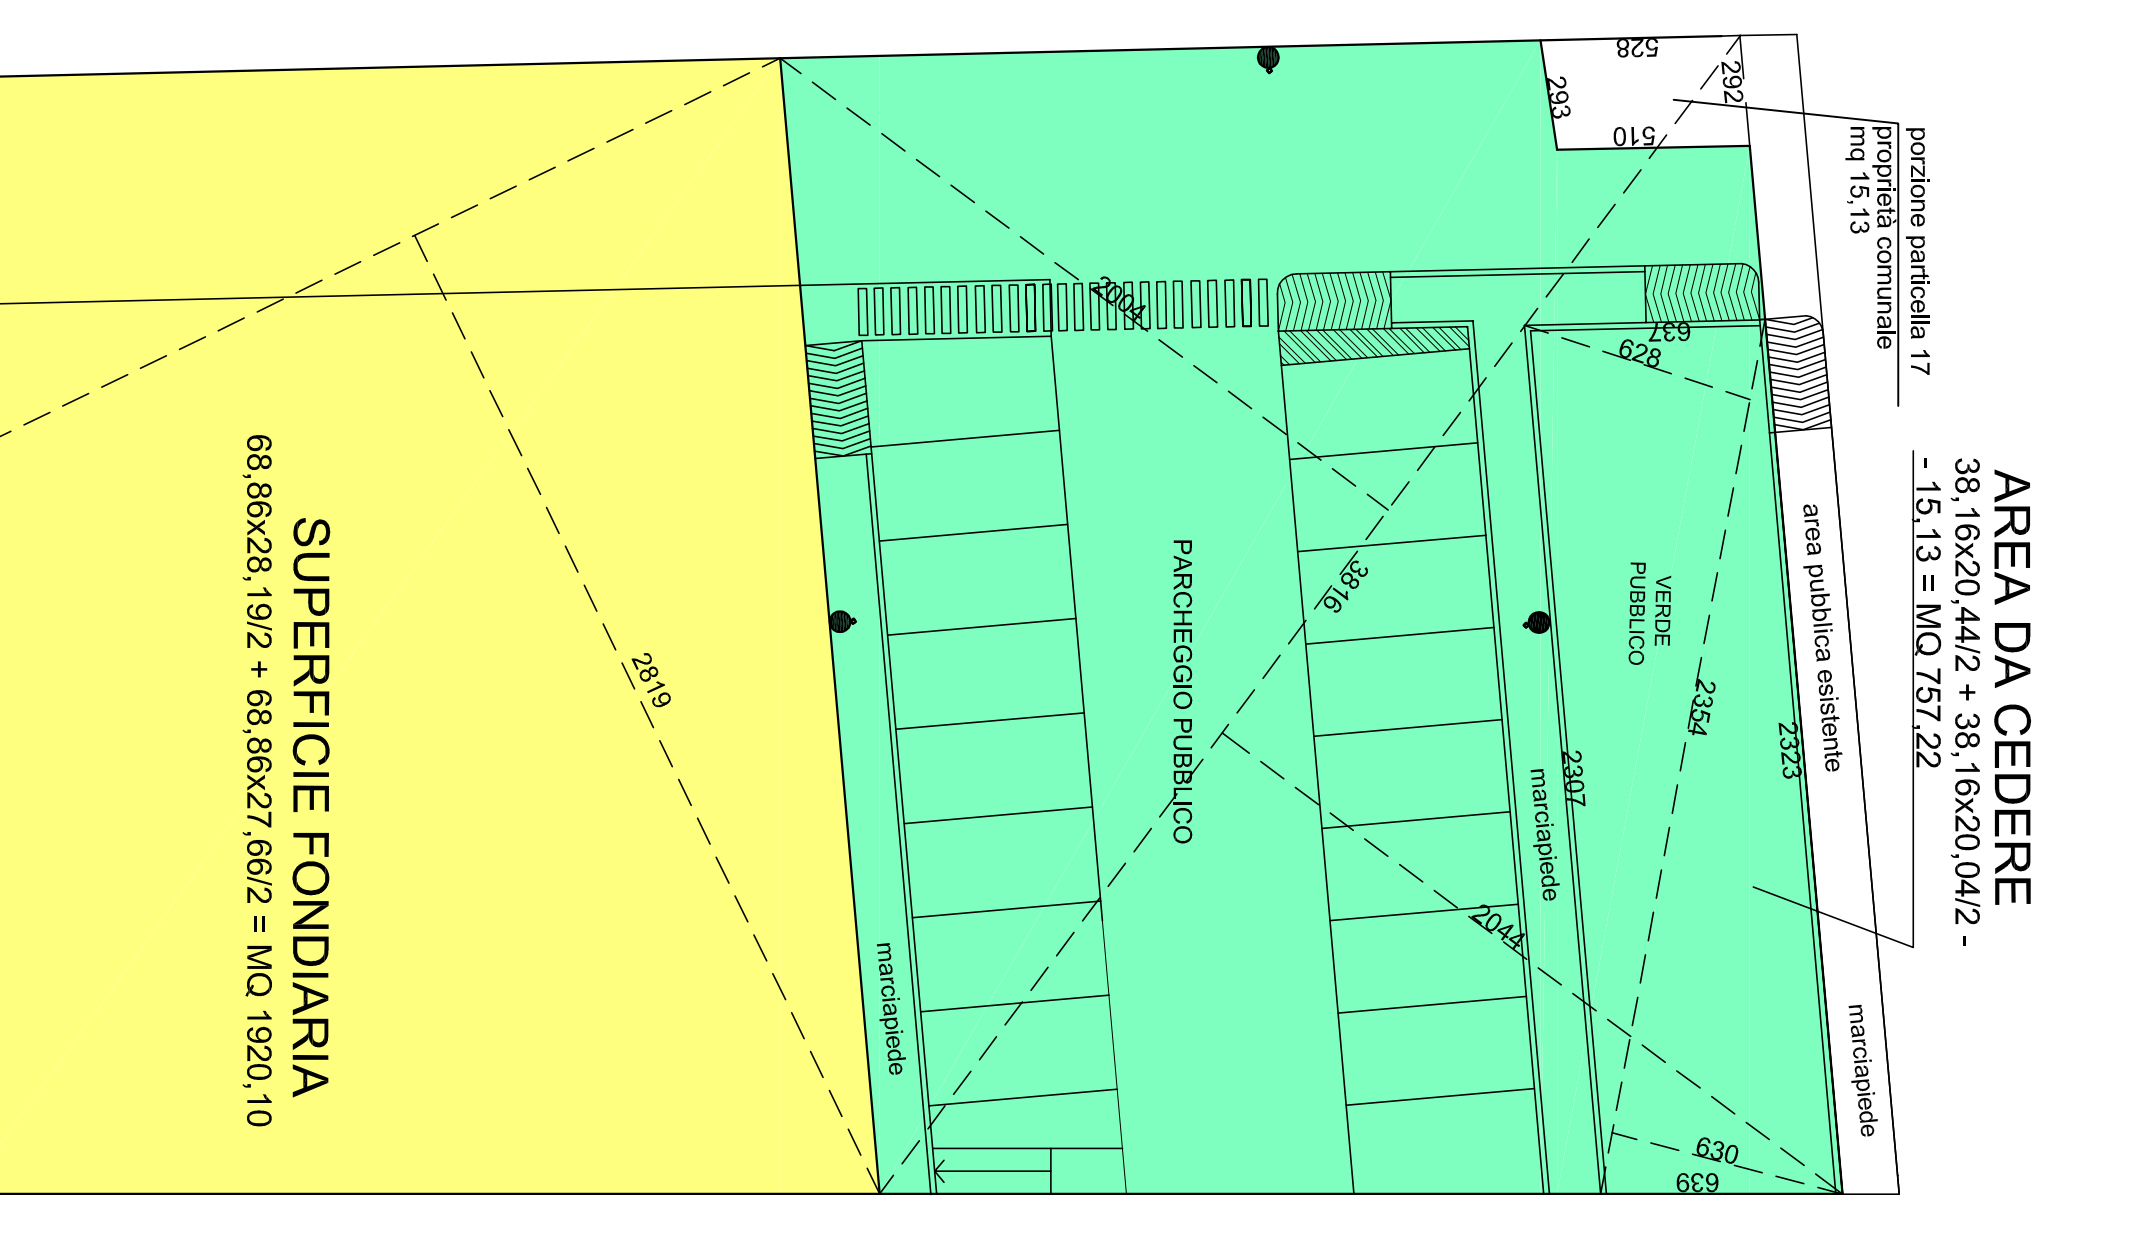 AREA DA CEDERE
38,16x20,44/2 + 38,16x20,04/2 -
- 15,13 = MQ 757,22
porzione particella 17
proprietà comunale
mq 15,13
528
292
293
510
637
628
2004
3816
area pubblica esistente
2323
VERDE
PUBBLICO
2354
2307
marciapiede
PARCHEGGIO PUBBLICO
2044
marciapiede
marciapiede
630
639
2819
SUPERFICIE FONDIARIA
68,86x28,19/2 + 68,86x27,66/2 = MQ 1920,10